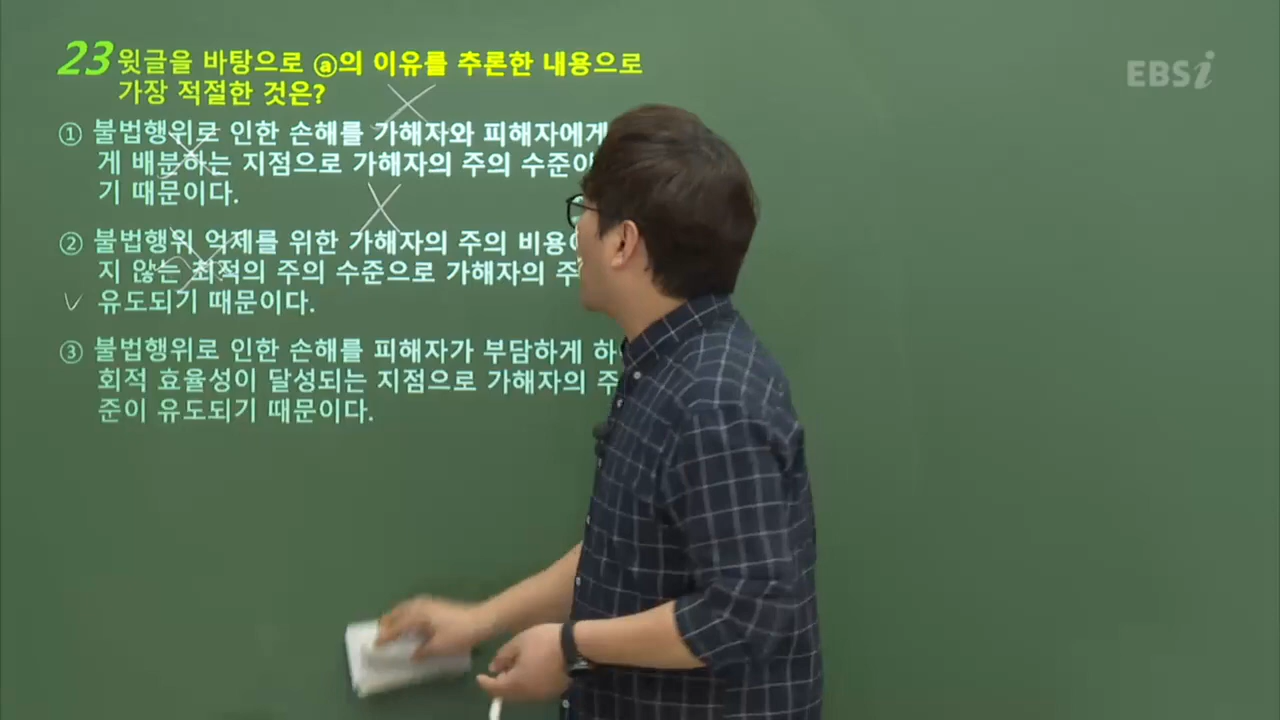 EBSi
23 윗글을 바탕으로 ⓐ의 이유를 추론한 내용으로
가장 적절한 것은?
① 불법행위로 인한 손해를 가해자와 피해자에게
게 배분하는 지점으로 가해자의 주의 수준이
기 때문이다.
② 불법행위 억제를 위한 가해자의 주의 비용이
지 않는 최적의 주의 수준으로 가해자의
유도되기 때문이다.
③ 불법행위로 인한 손해를 피해자가 부담하게
회적 효율성이 달성되는 지점으로 가해자의
준이 유도되기 때문이다.